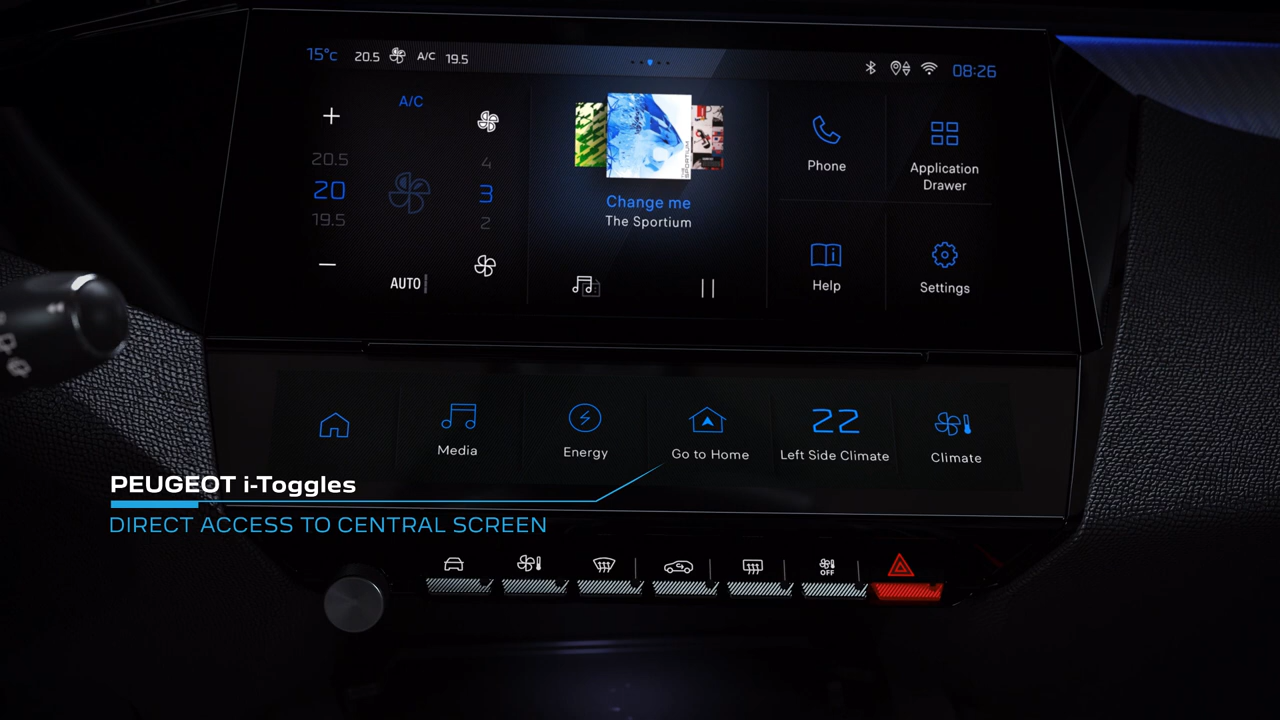 15°c 20.5 A/C 19.5
08:26
A/C
20.5
20
19.5
AUTO
4
3
2
THE SPORTIUM
Change me
The Sportium
Phone
Application
Drawer
Help
Settings
Media
Energy
Go to Home
22
Left Side Climate
Climate
PEUGEOT i-Toggles
DIRECT ACCESS TO CENTRAL SCREEN
OFF